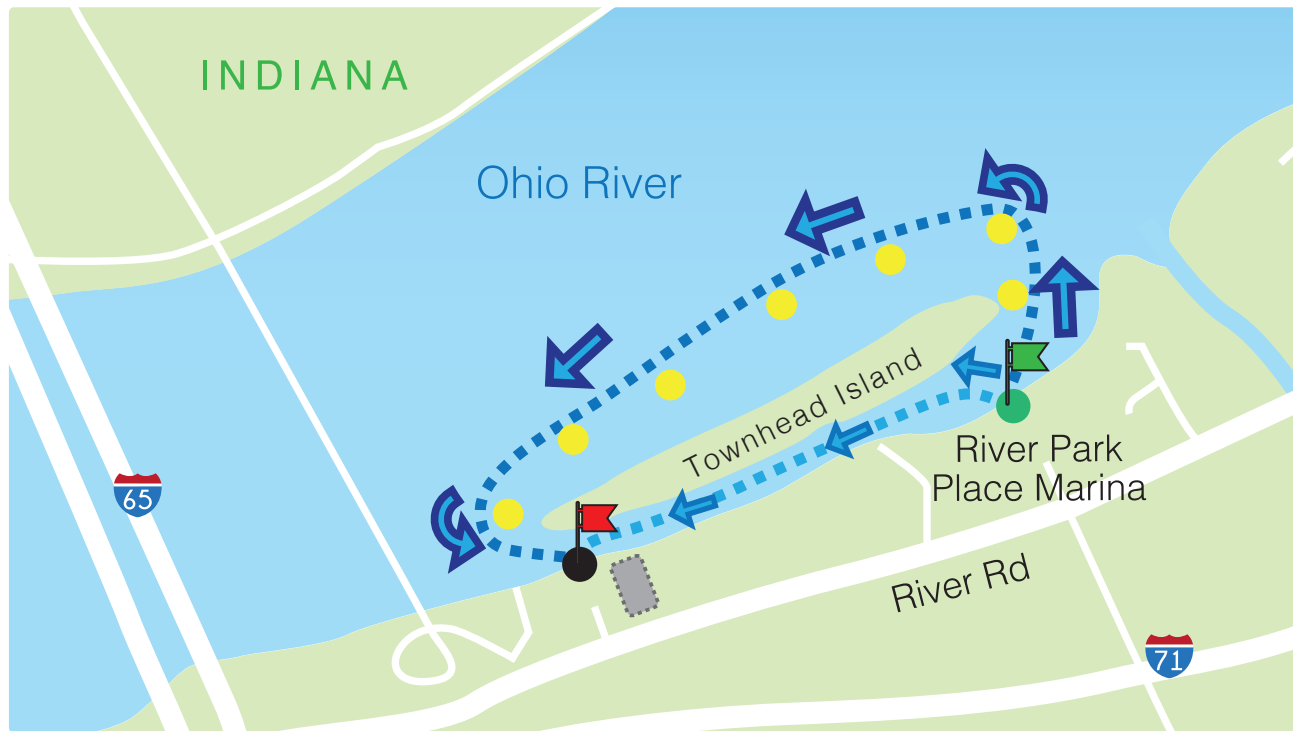 INDIANA
Ohio River
Townhead Island
River Park
Place Marina
65
River Rd
71